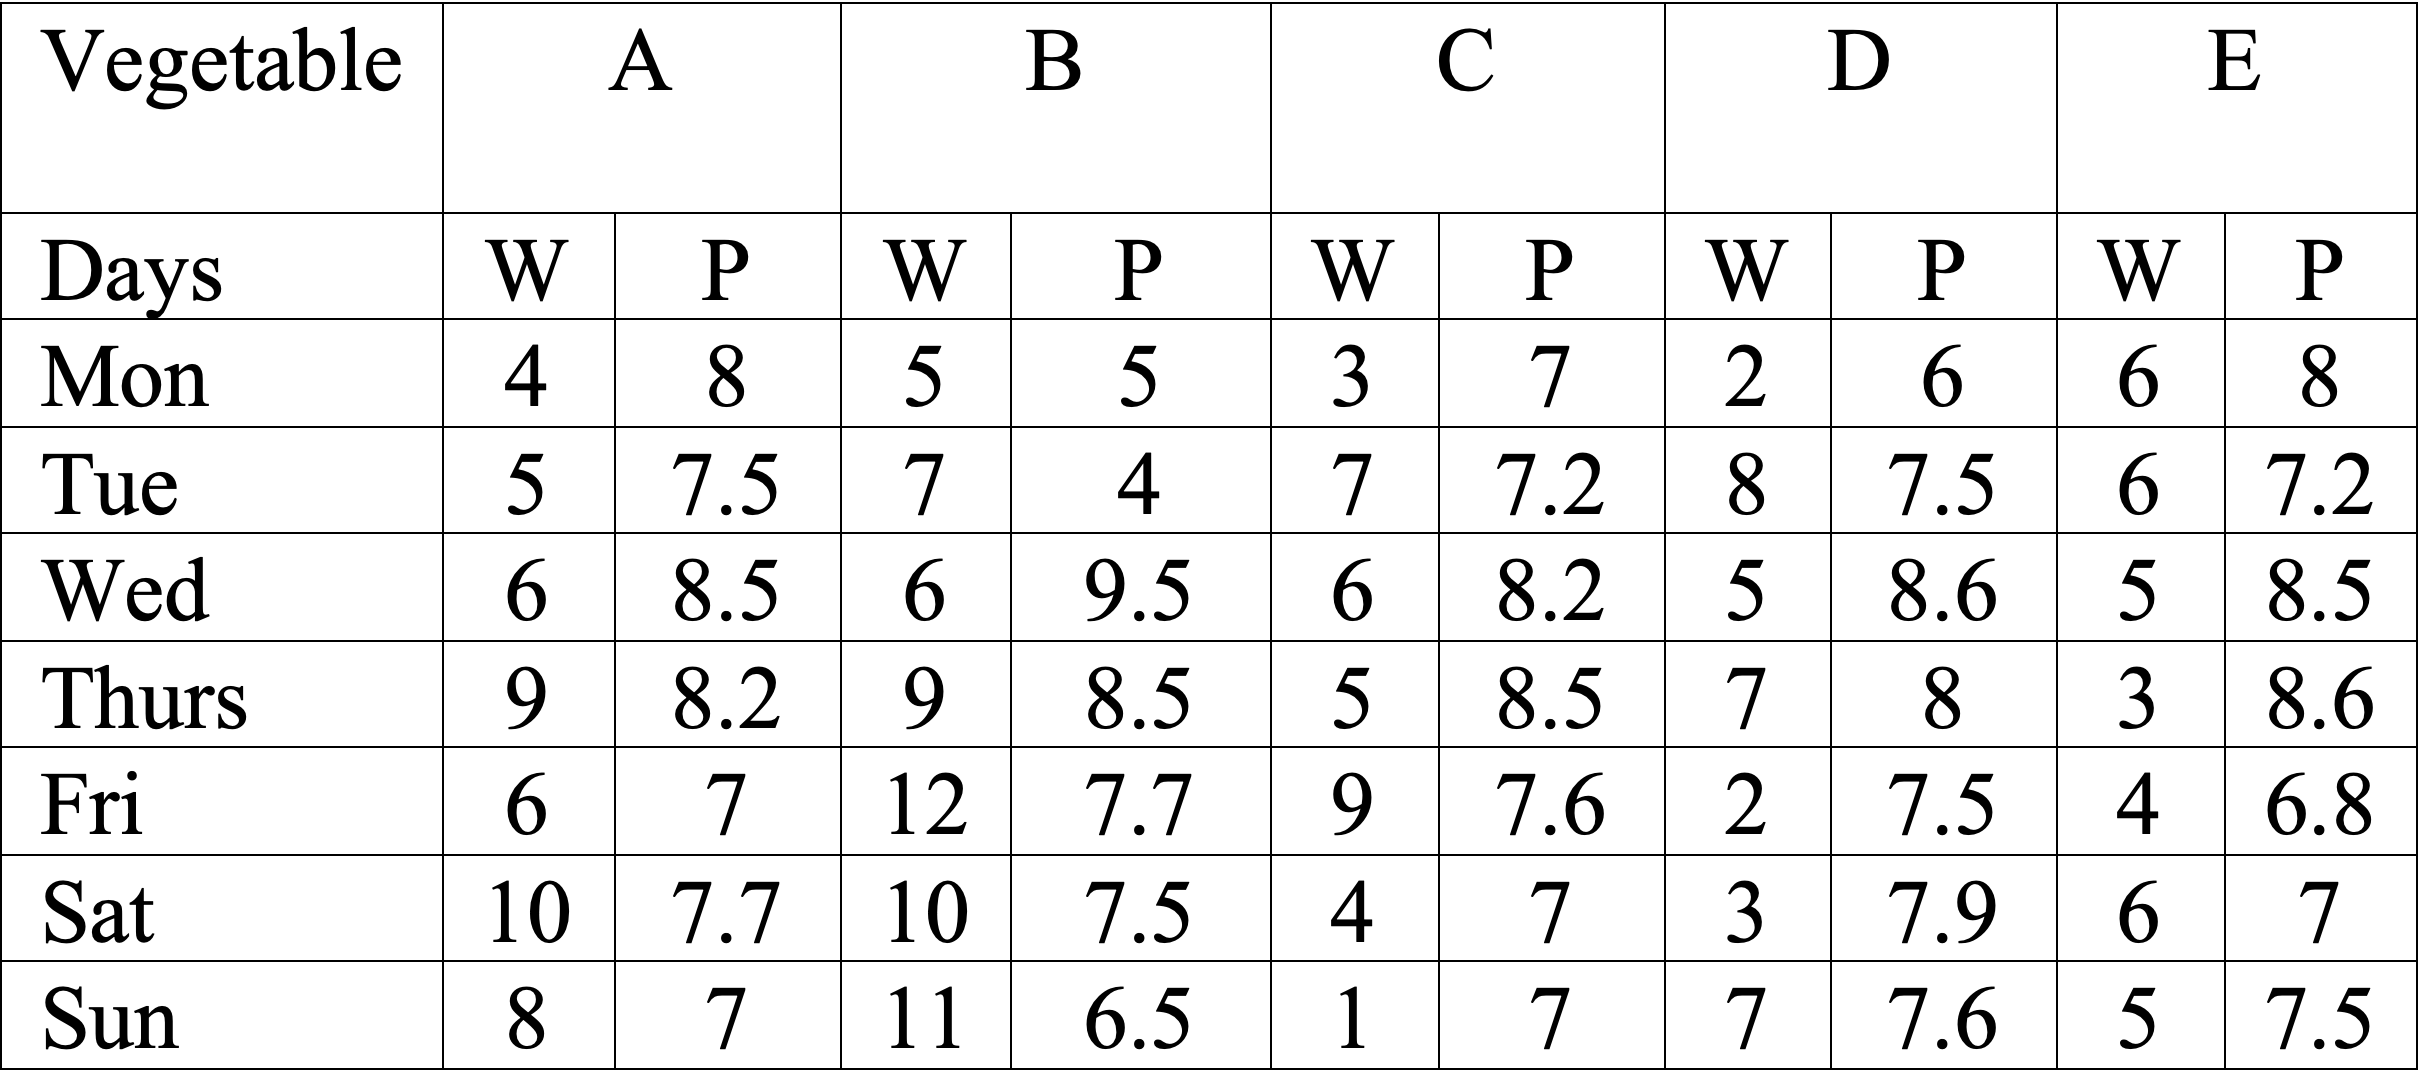 Vegetable A B C D E
Days W P W P W P W P W P
Mon 4 8 5 5 3 7 2 6 6 8
Tue 5 7.5 7 4 7 7.2 8 7.5 6 7.2
Wed 6 8.5 6 9.5 6 8.2 5 8.6 5 8.5
Thurs 9 8.2 9 8.5 5 8.5 7 8 3 8.6
Fri 6 7 12 7.7 9 7.6 2 7.5 4 6.8
Sat 10 7.7 10 7.5 4 7 3 7.9 6 7
Sun 8 7 11 6.5 1 7 7 7.6 5 7.5